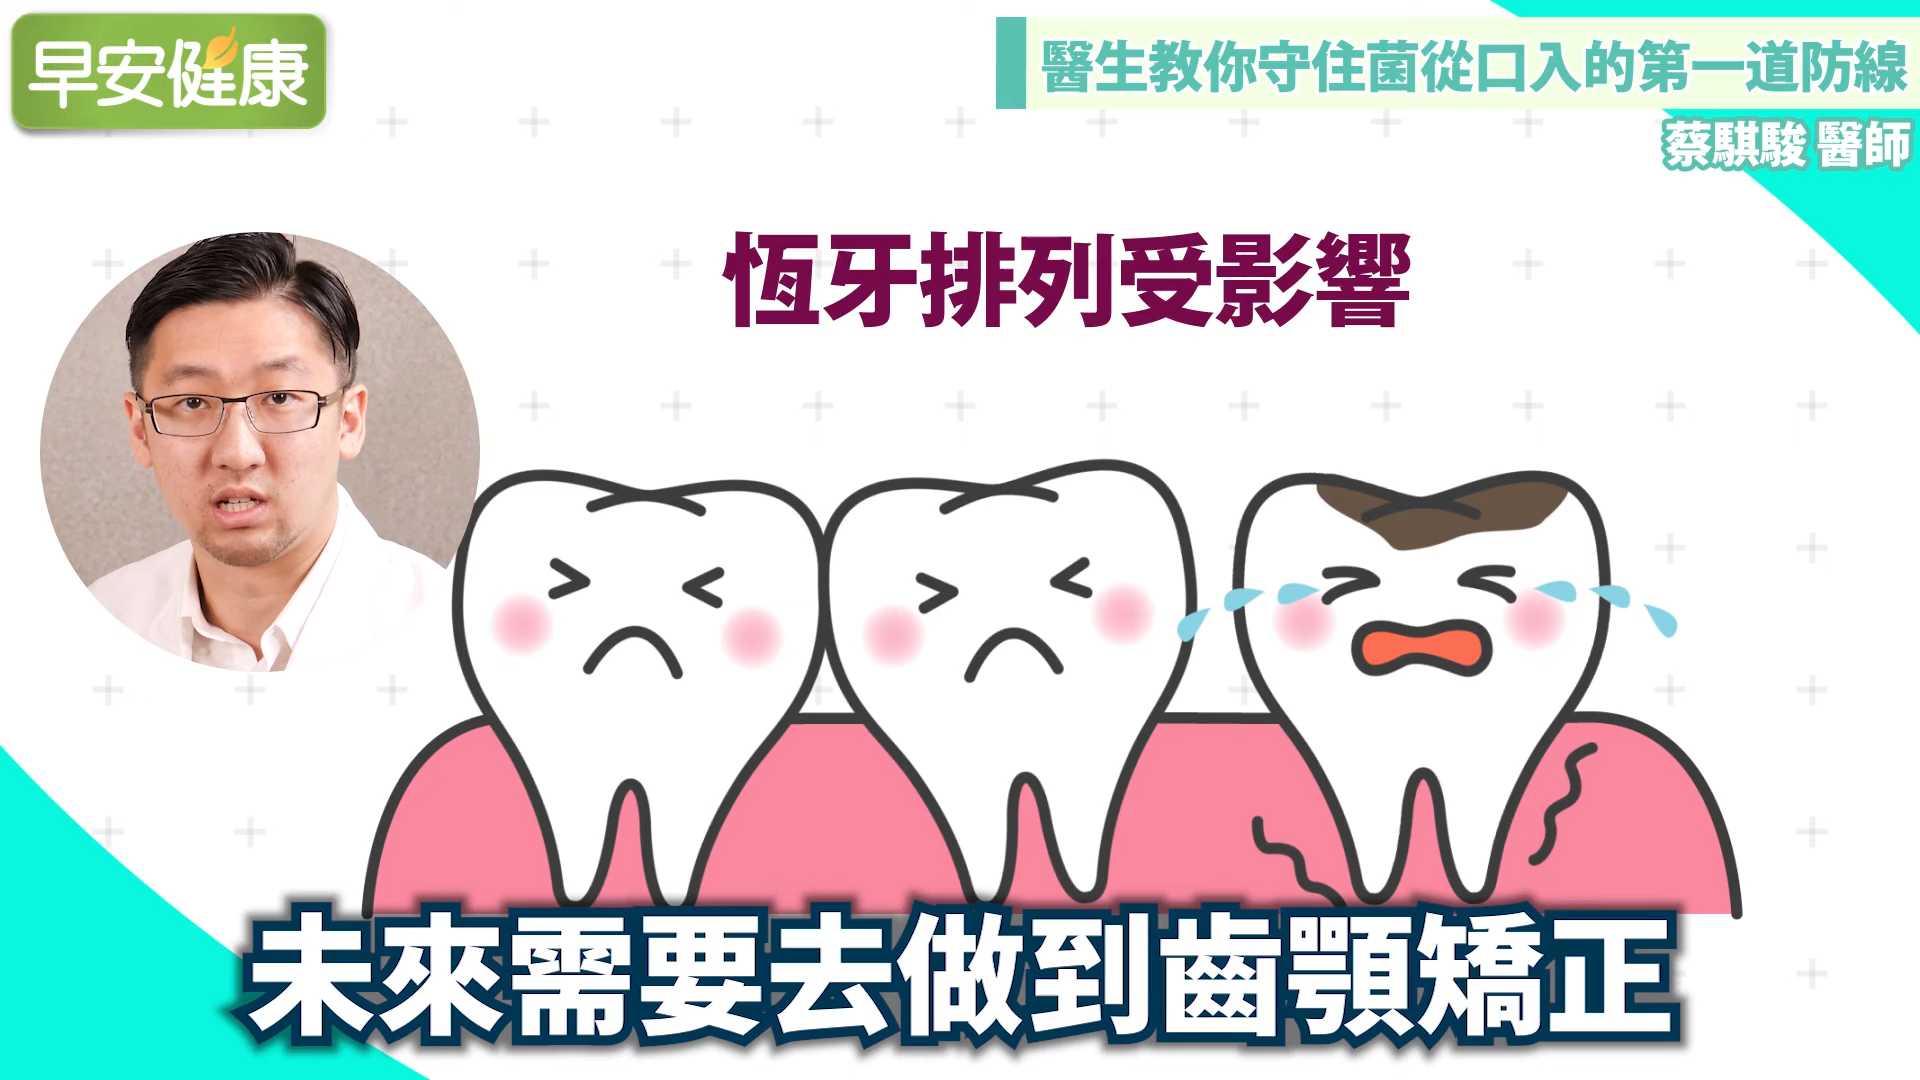 早安健康
醫生教你守住菌從口入的第一道防線
蔡騏駿 醫師
恆牙排列受影響
未來需要去做到齒顎矯正